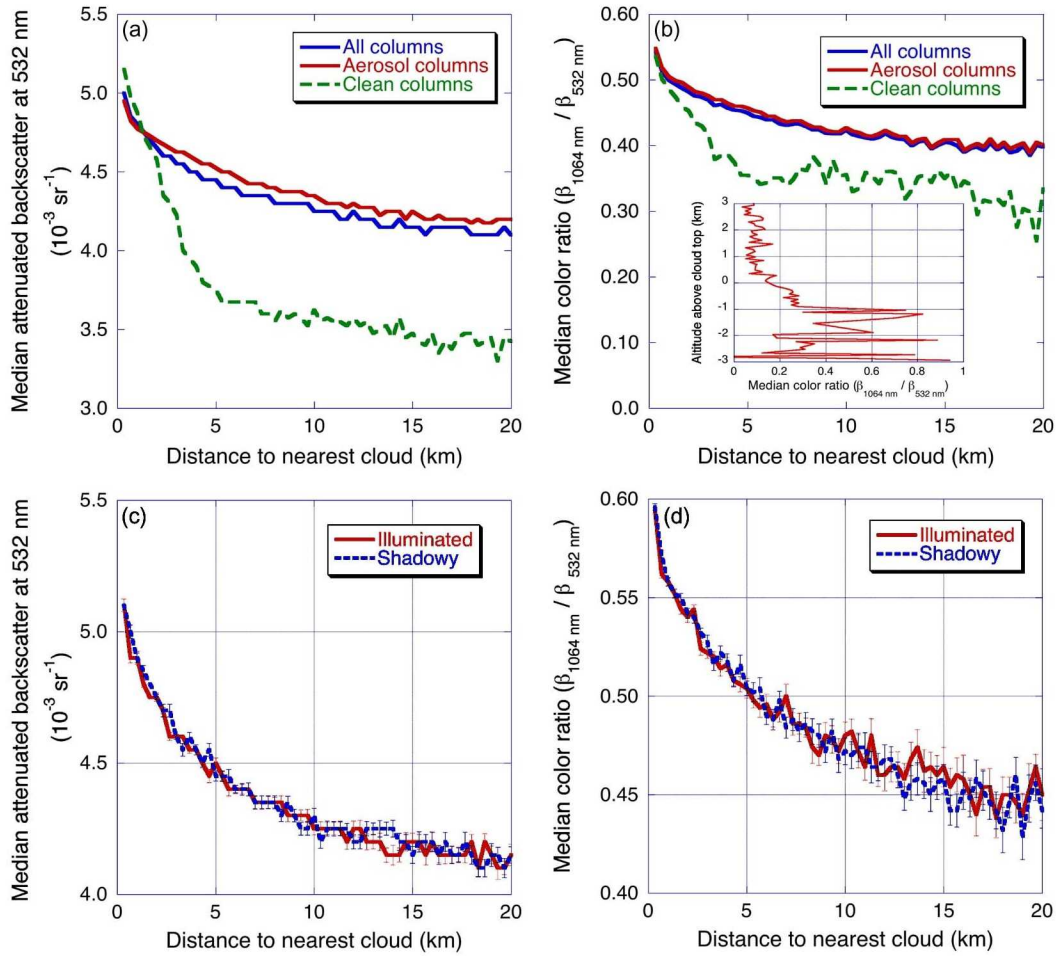 (a)
All columns
Aerosol columns
Clean columns
Median attenuated backscatter at 532 nm
(10⁻³ sr⁻¹)
5.5
5.0
4.5
4.0
3.5
3.0
0 5 10 15 20
Distance to nearest cloud (km)
(b)
All columns
Aerosol columns
Clean columns
Median color ratio (β1064 nm / β532 nm)
0.60
0.50
0.40
0.30
0.20
0.10
0.0
Altitude above cloud top (km)
3
2
1
0
-1
-2
-3
0 0.2 0.4 0.6 0.8 1
Median color ratio (β1064 nm / β532 nm)
0 5 10 15 20
Distance to nearest cloud (km)
(c)
Illuminated
Shadowy
Median attenuated backscatter at 532 nm
(10⁻³ sr⁻¹)
5.5
5.0
4.5
4.0
0 5 10 15 20
Distance to nearest cloud (km)
(d)
Illuminated
Shadowy
Median color ratio (β1064 nm / β532 nm)
0.60
0.55
0.50
0.45
0.40
0 5 10 15 20
Distance to nearest cloud (km)